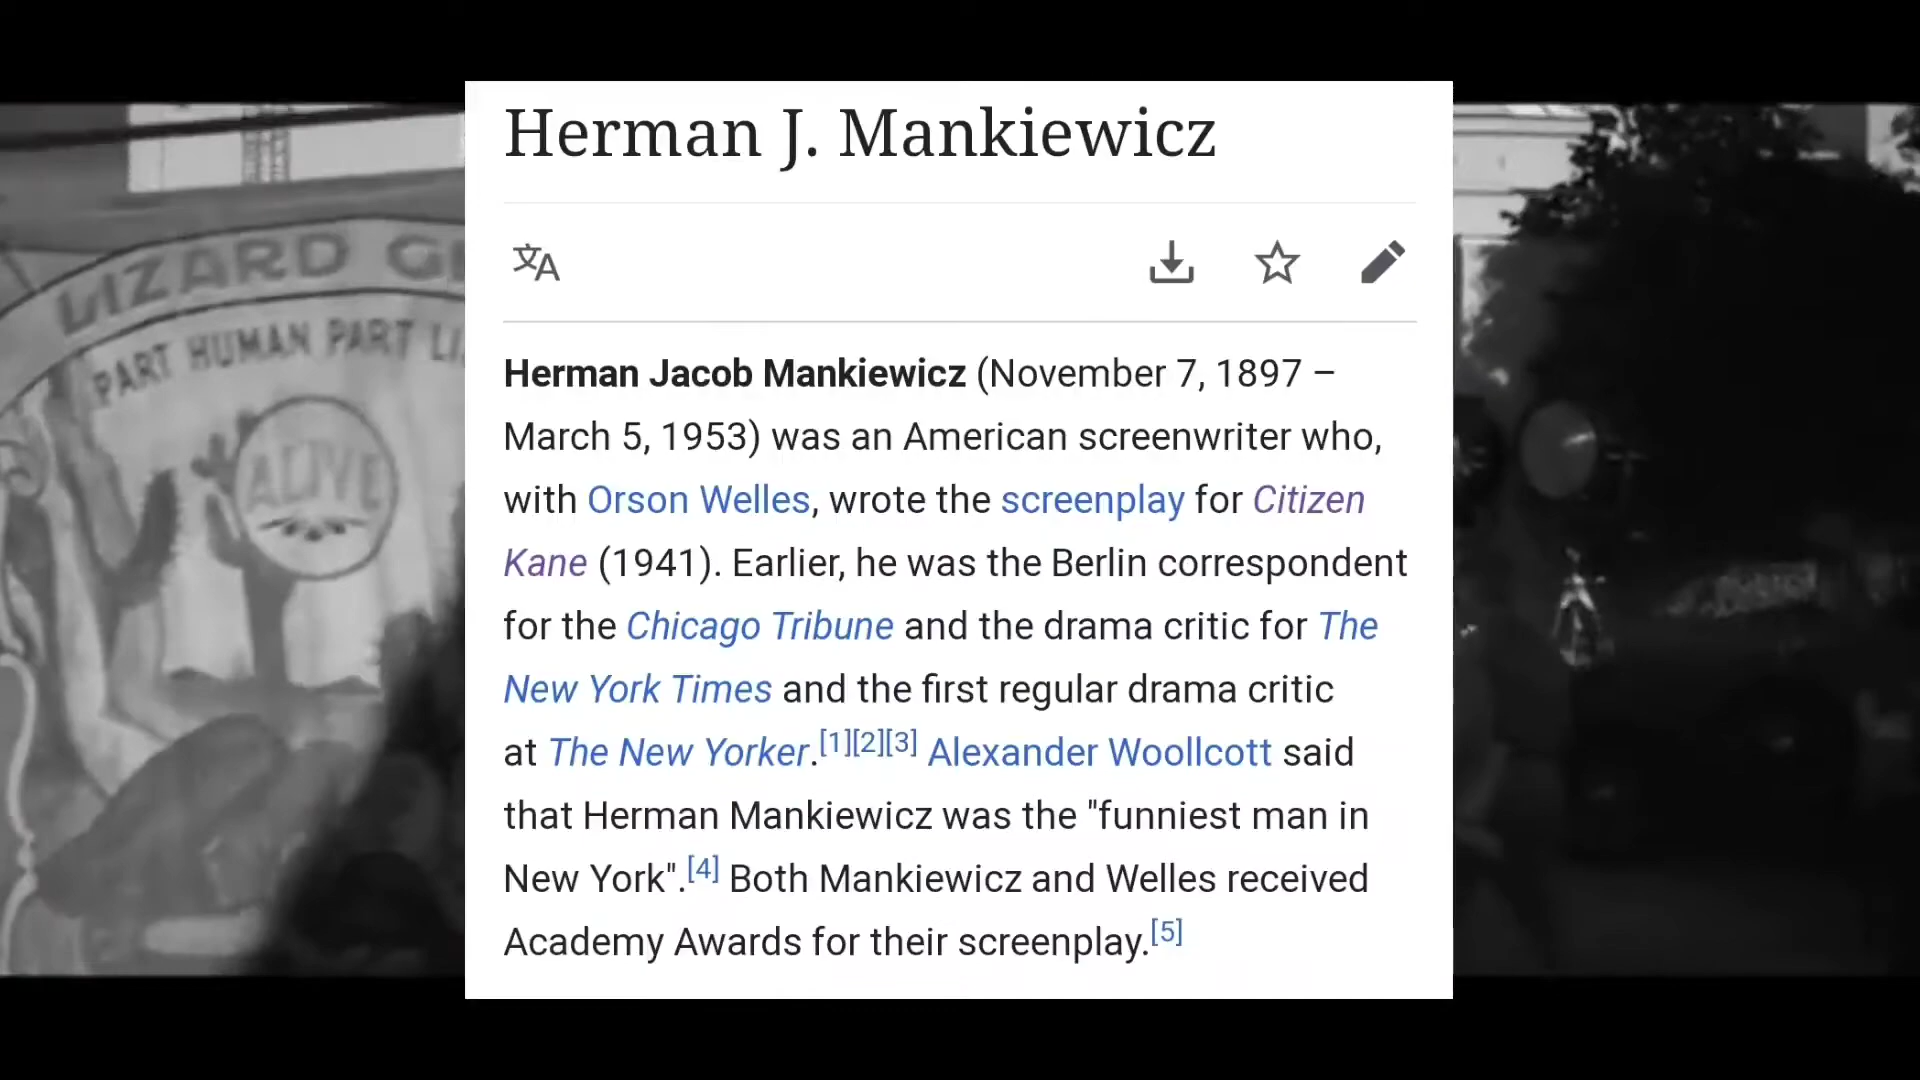 Herman J. Mankiewicz
文A
LIZARD
PART HUMAN PART
ALIVE
Herman Jacob Mankiewicz (November 7, 1897 –
March 5, 1953) was an American screenwriter who,
with Orson Welles, wrote the screenplay for Citizen
Kane (1941). Earlier, he was the Berlin correspondent
for the Chicago Tribune and the drama critic for The
New York Times and the first regular drama critic
at The New Yorker.[1][2][3] Alexander Woollcott said
that Herman Mankiewicz was the "funniest man in
New York".[4] Both Mankiewicz and Welles received
Academy Awards for their screenplay.[5]